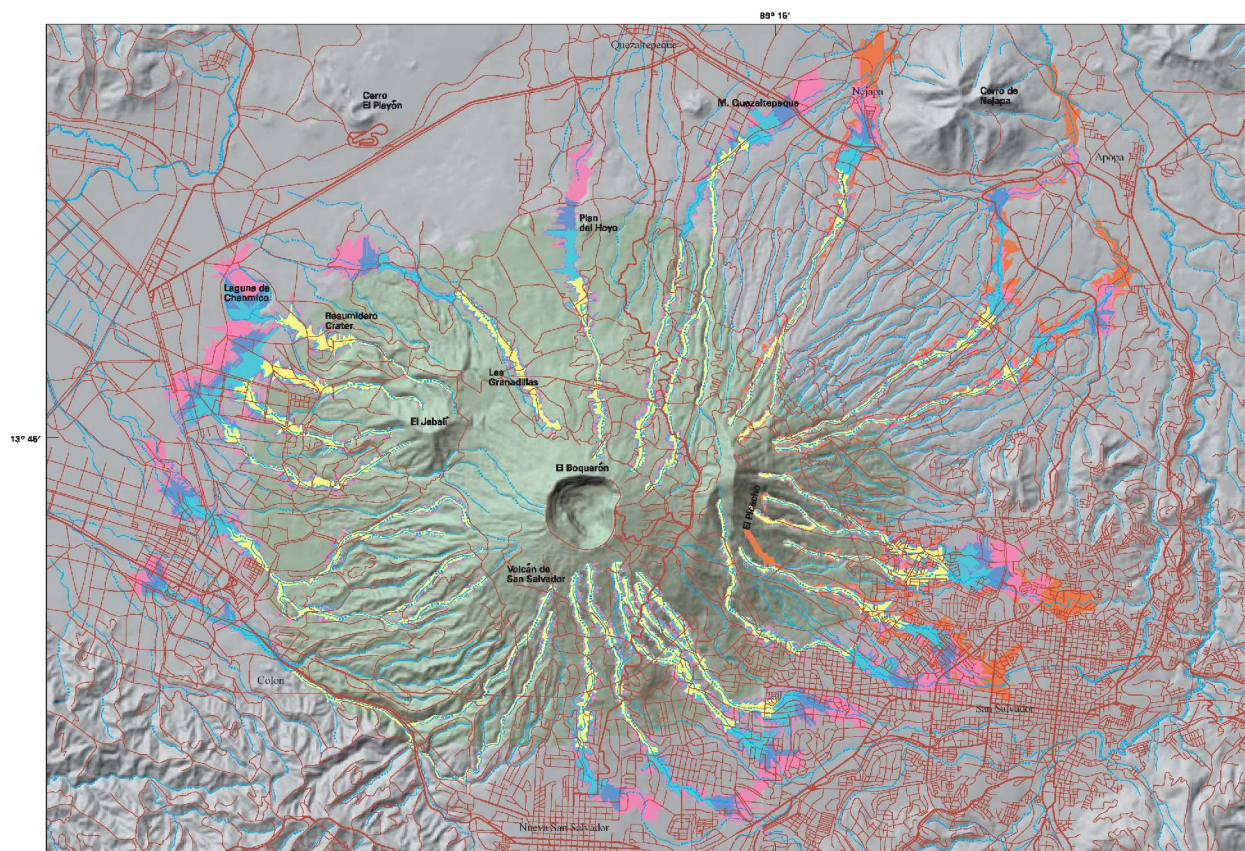 89° 15'
Quezaltepeque
Cerro
El Playón
M. Quezaltepeque
Nejapa
Cerro de
Nejapa
Apopa
Plan
del Hoyo
Laguna de
Chanmico
Resumidero
Crater
Las
Granadillas
El Jabalí
13° 45'
El Boquerón
El Picacho
Volcán de
San Salvador
Colon
San Salvador
Nueva San Salvador